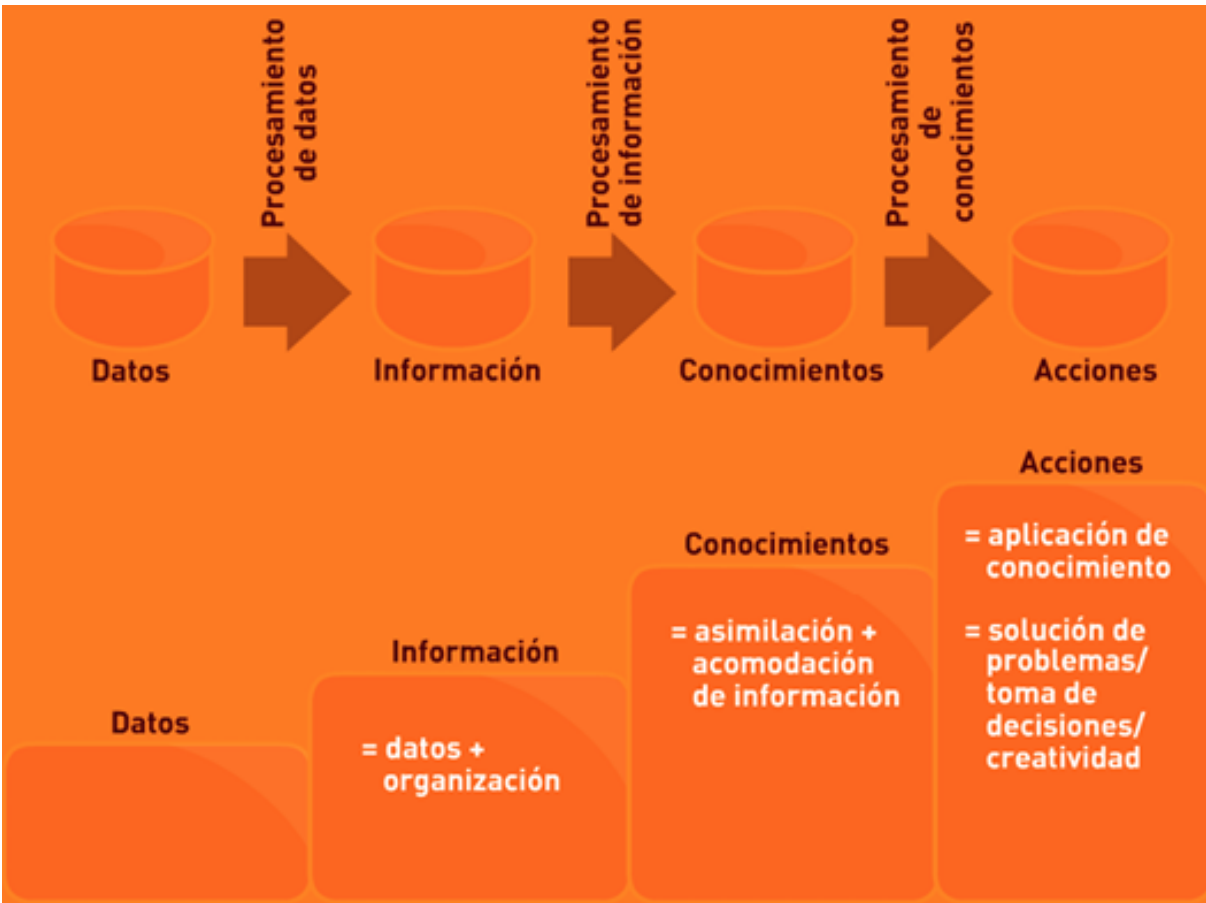 Procesamiento
de datos
Procesamiento
de información
Procesamiento
de
conocimientos
Datos
Información
Conocimientos
Acciones
Datos
Información
= datos +
organización
Conocimientos
= asimilación +
acomodación
de información
Acciones
= aplicación de
conocimiento
= solución de
problemas/
toma de
decisiones/
creatividad